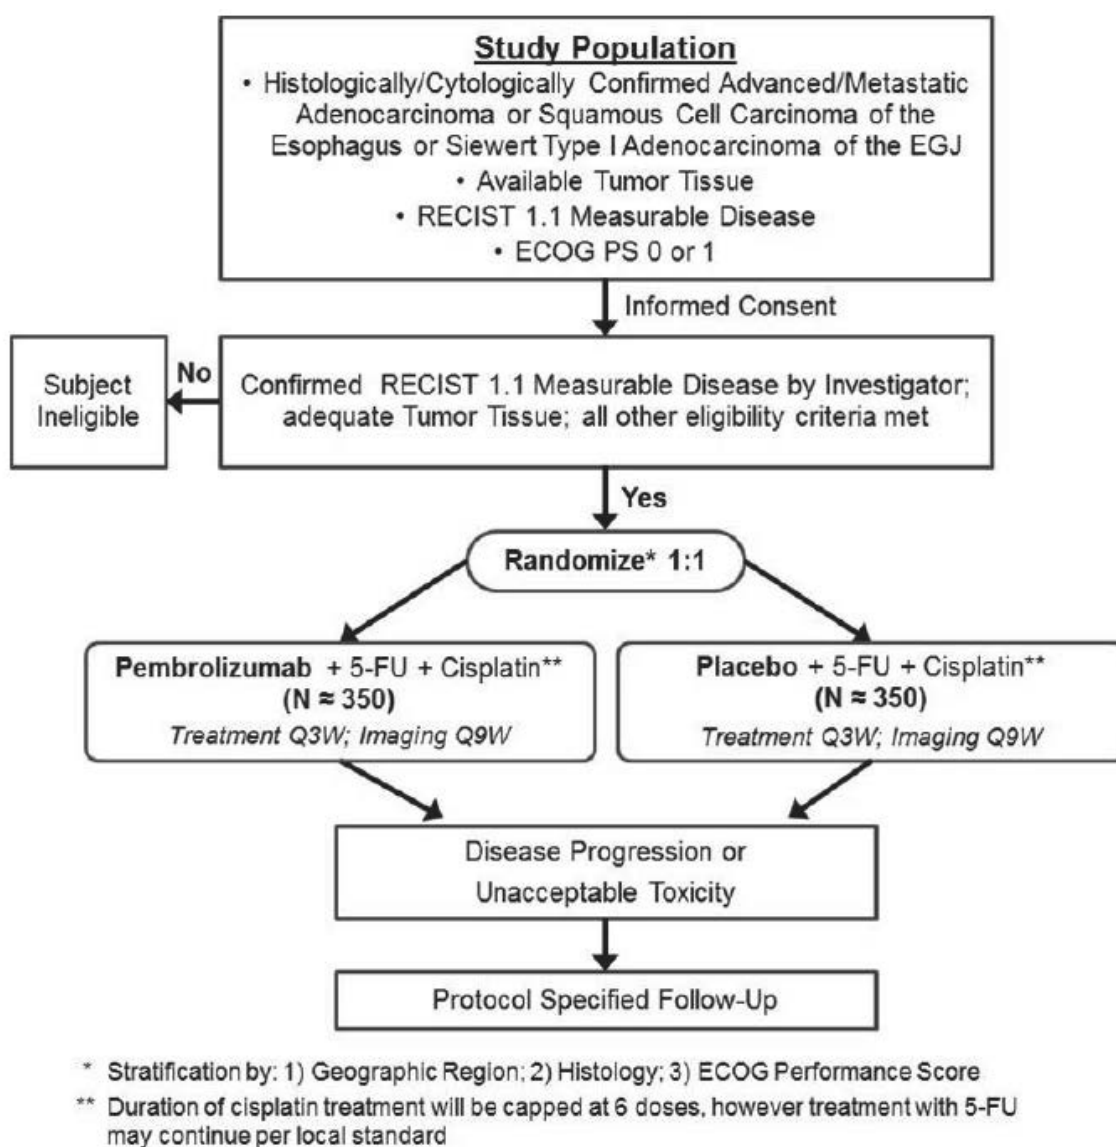 Study Population
• Histologically/Cytologically Confirmed Advanced/Metastatic
Adenocarcinoma or Squamous Cell Carcinoma of the
Esophagus or Siewert Type I Adenocarcinoma of the EGJ
• Available Tumor Tissue
• RECIST 1.1 Measurable Disease
• ECOG PS 0 or 1
Informed Consent
Subject
Ineligible
No
Confirmed RECIST 1.1 Measurable Disease by Investigator;
adequate Tumor Tissue; all other eligibility criteria met
Yes
Randomize* 1:1
Pembrolizumab + 5-FU + Cisplatin**
(N ≈ 350)
Treatment Q3W; Imaging Q9W
Placebo + 5-FU + Cisplatin**
(N ≈ 350)
Treatment Q3W; Imaging Q9W
Disease Progression or
Unacceptable Toxicity
Protocol Specified Follow-Up
* Stratification by: 1) Geographic Region; 2) Histology; 3) ECOG Performance Score
** Duration of cisplatin treatment will be capped at 6 doses, however treatment with 5-FU
may continue per local standard